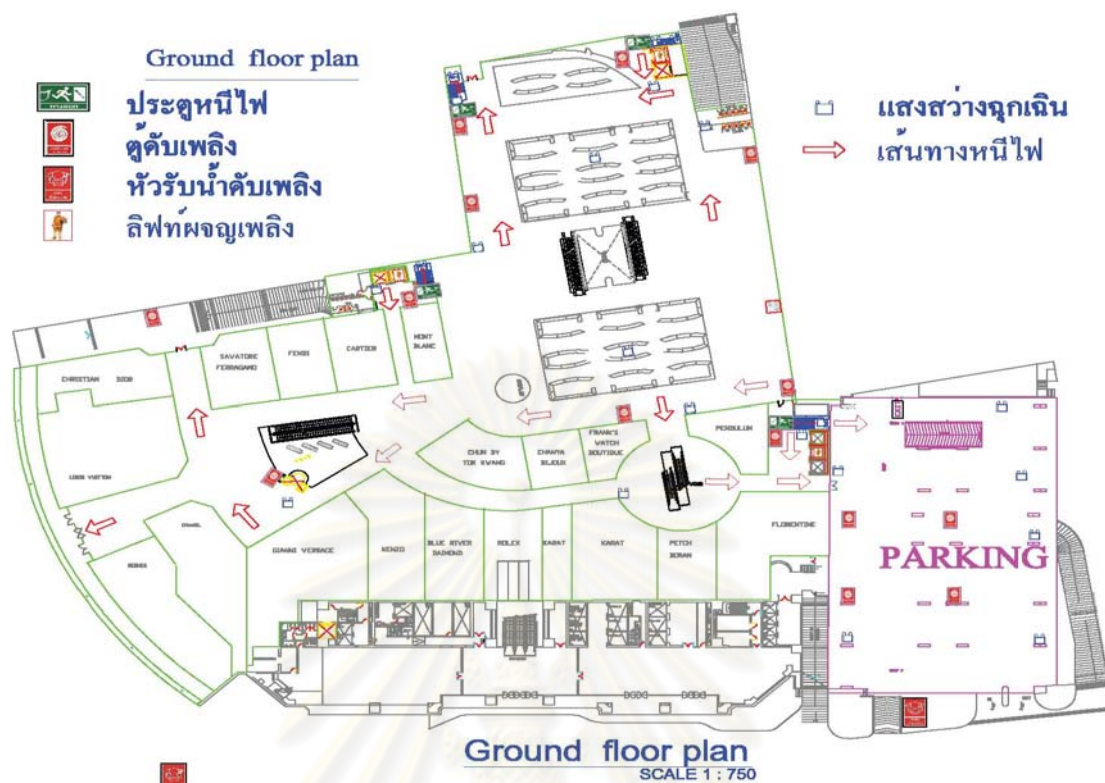 Ground floor plan
ประตูหนีไฟ
ตู้ดับเพลิง
หัวรับน้ำดับเพลิง
ลิฟท์ผจญเพลิง
แสงสว่างฉุกเฉิน
เส้นทางหนีไฟ
MONT BLANC
CARTIER
FENDI
SAVATORE
FERRAGAMO
CHRISTIAN DIOR
PENDULUM
FRANK'S
WATCH
BOUTIQUE
CHANYA
BIJOUX
CHUN BY
TOK KWANG
LOUIS VUITTON
CHANEL
HERMES
GIANNI VERSACE
KENZO
BLUE RIVER
DAIMOND
ROLEX
KARAT
KARAT
PETCH
BORAN
FLORENTINE
PARKING
Ground floor plan
SCALE 1 : 750